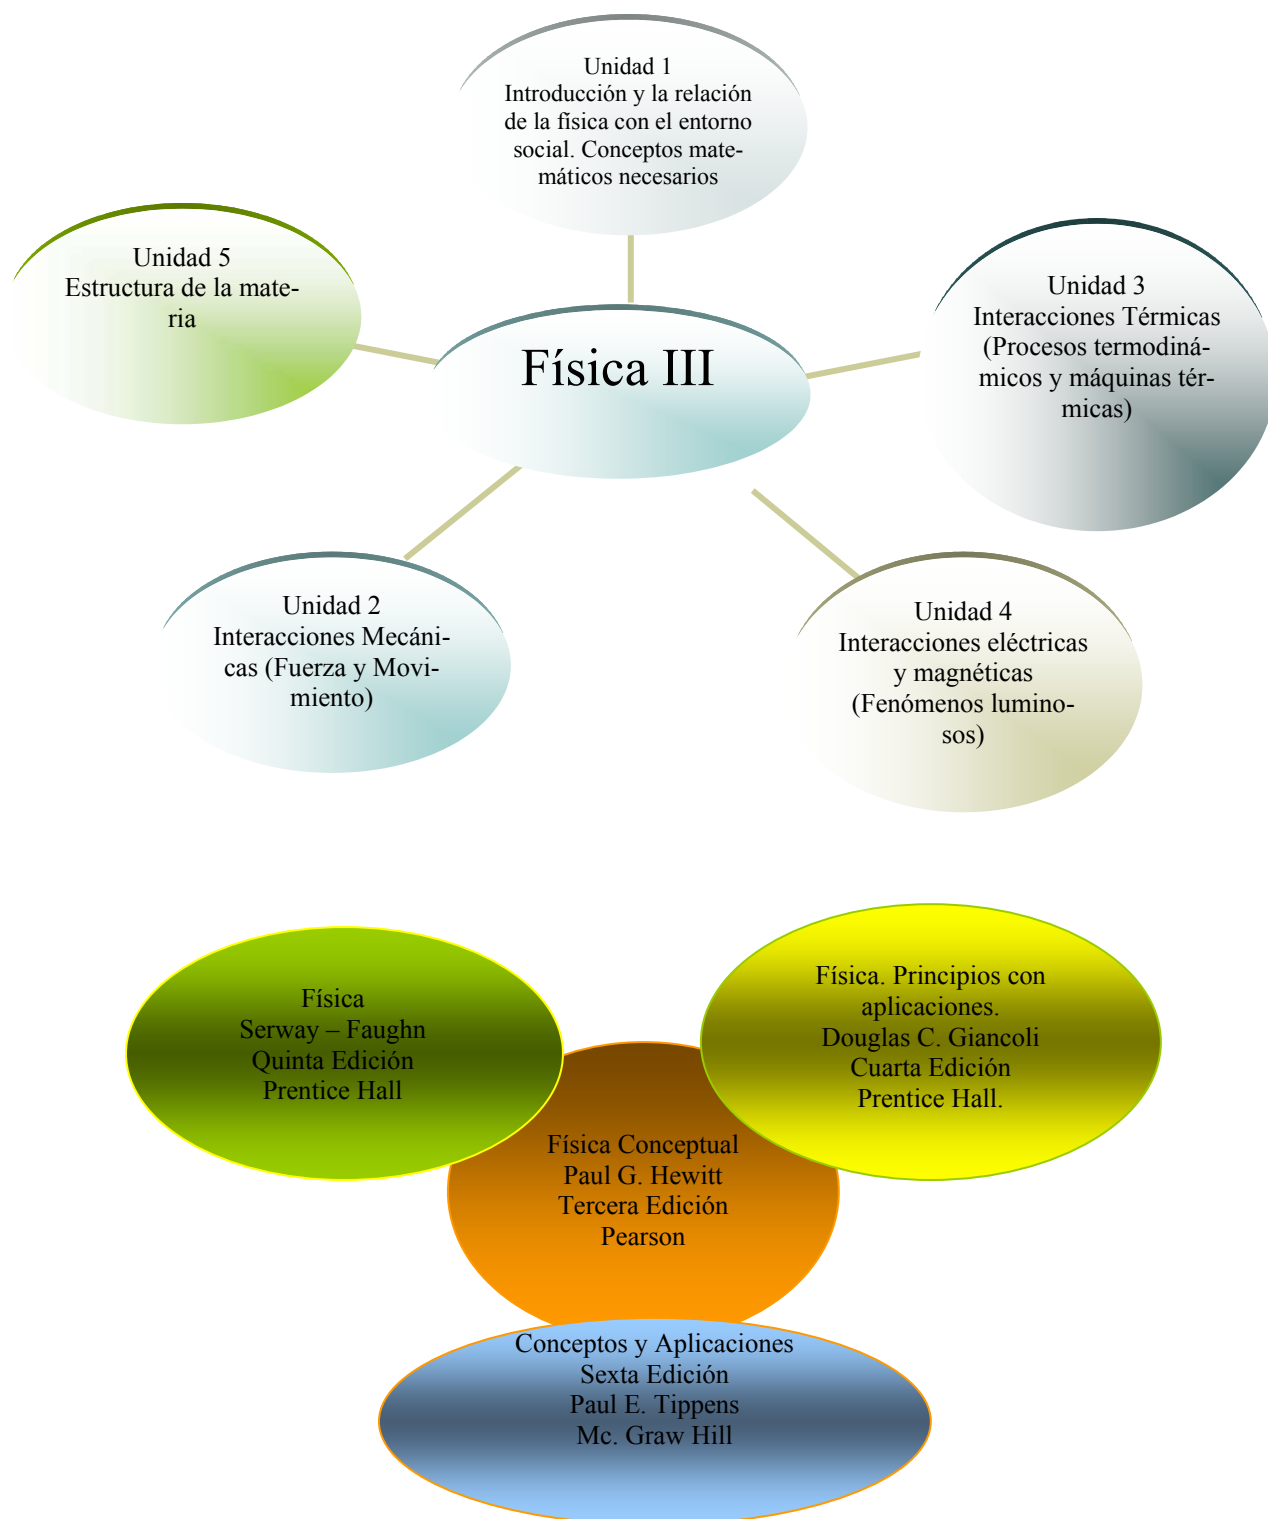 Unidad 1
Introducción y la relación
de la física con el entorno
social. Conceptos mate-
máticos necesarios
Unidad 5
Estructura de la mate-
ria
Unidad 3
Interacciones Térmicas
(Procesos termodiná-
micos y máquinas tér-
micas)
Física III
Unidad 2
Interacciones Mecáni-
cas (Fuerza y Movi-
miento)
Unidad 4
Interacciones eléctricas
y magnéticas
(Fenómenos lumino-
sos)
Física
Serway – Faughn
Quinta Edición
Prentice Hall
Física. Principios con
aplicaciones.
Douglas C. Giancoli
Cuarta Edición
Prentice Hall.
Física Conceptual
Paul G. Hewitt
Tercera Edición
Pearson
Conceptos y Aplicaciones
Sexta Edición
Paul E. Tippens
Mc. Graw Hill